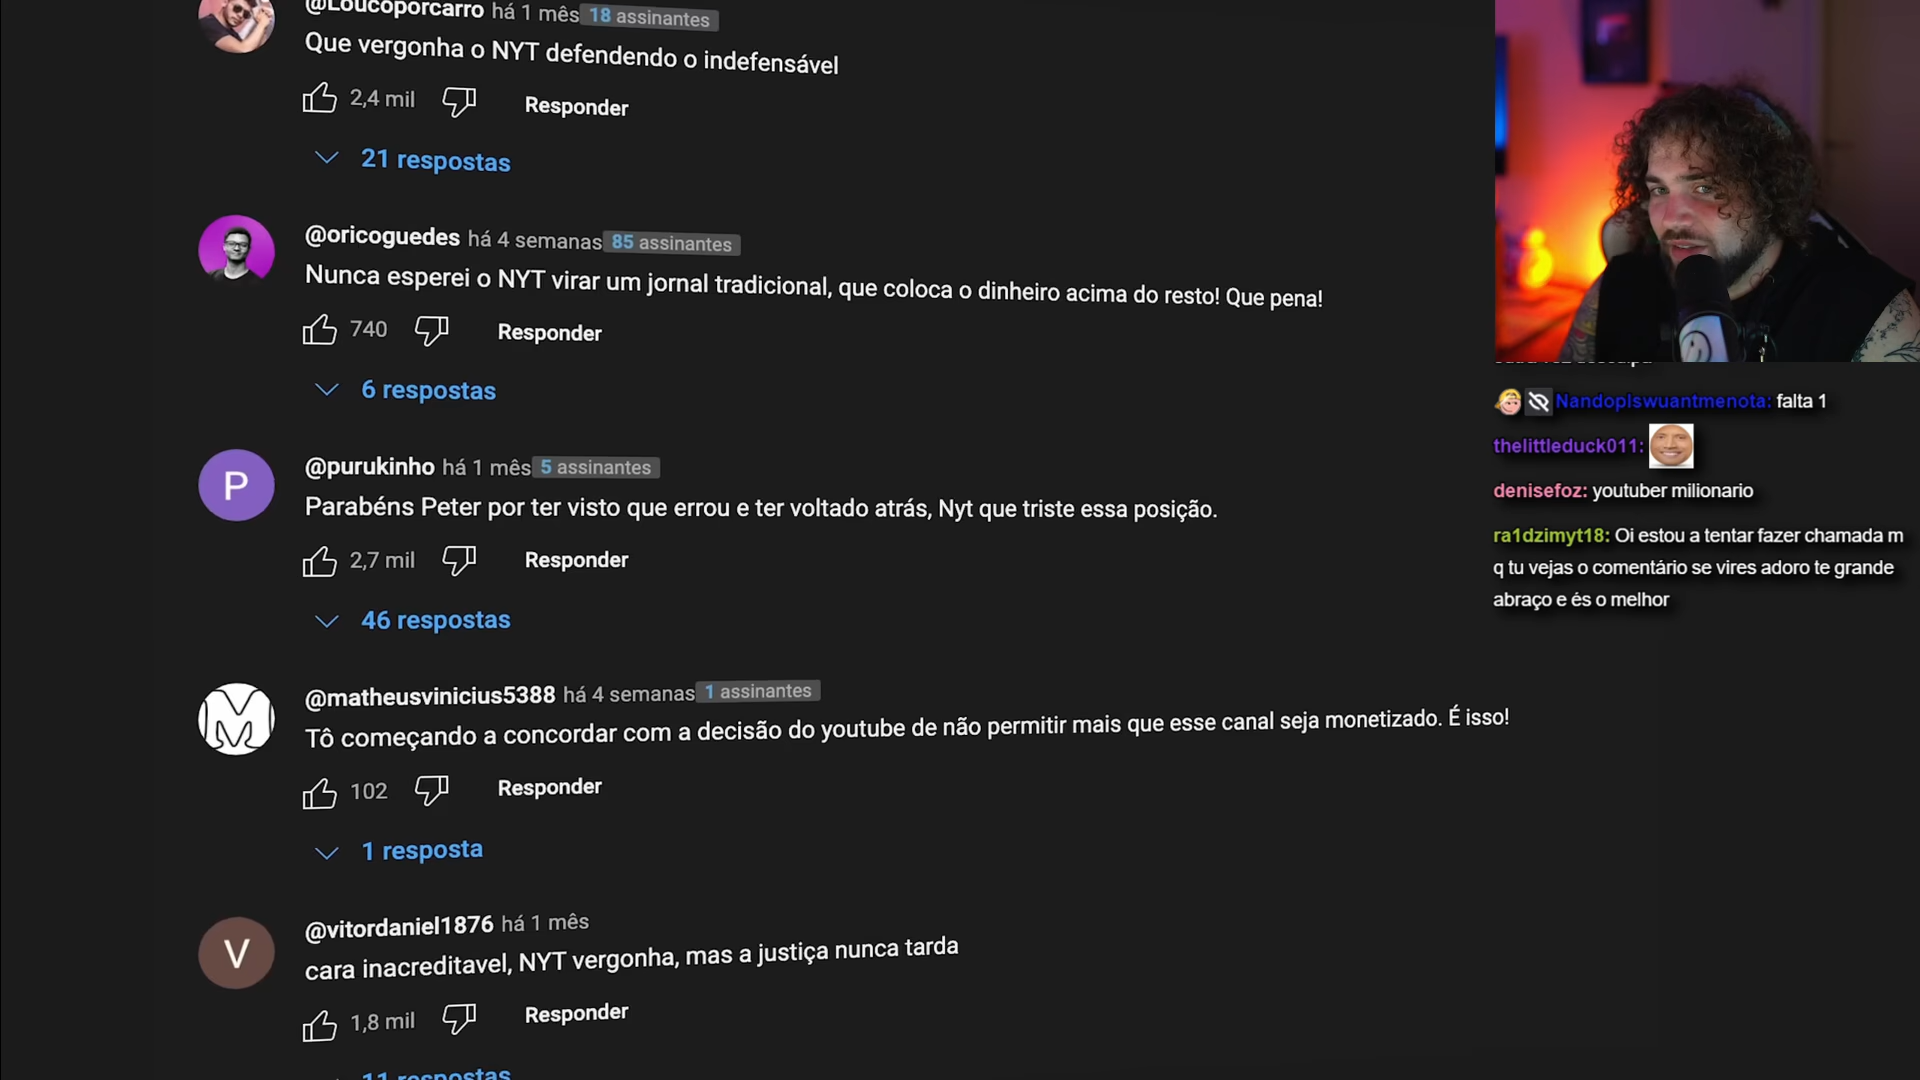 @Loucoporcarro há 1 mês 18 assinantes
Que vergonha o NYT defendendo o indefensável
2,4 mil Responder
21 respostas
@oricoguedes há 4 semanas 85 assinantes
Nunca esperei o NYT virar um jornal tradicional, que coloca o dinheiro acima do resto! Que pena!
740 Responder
6 respostas
P
@purukinho há 1 mês 5 assinantes
Parabéns Peter por ter visto que errou e ter voltado atrás, Nyt que triste essa posição.
2,7 mil Responder
46 respostas
M
@matheusvinicius5388 há 4 semanas 1 assinantes
Tô começando a concordar com a decisão do youtube de não permitir mais que esse canal seja monetizado. É isso!
102 Responder
1 resposta
V
@vitordaniel1876 há 1 mês
cara inacreditavel, NYT vergonha, mas a justiça nunca tarda
1,8 mil Responder
11 respostas
Nandoplswuantmenota: falta 1
thelittleduck011:
denisefoz: youtuber milionario
ra1dzimyt18: Oi estou a tentar fazer chamada m
q tu vejas o comentário se vires adoro te grande
abraço e és o melhor